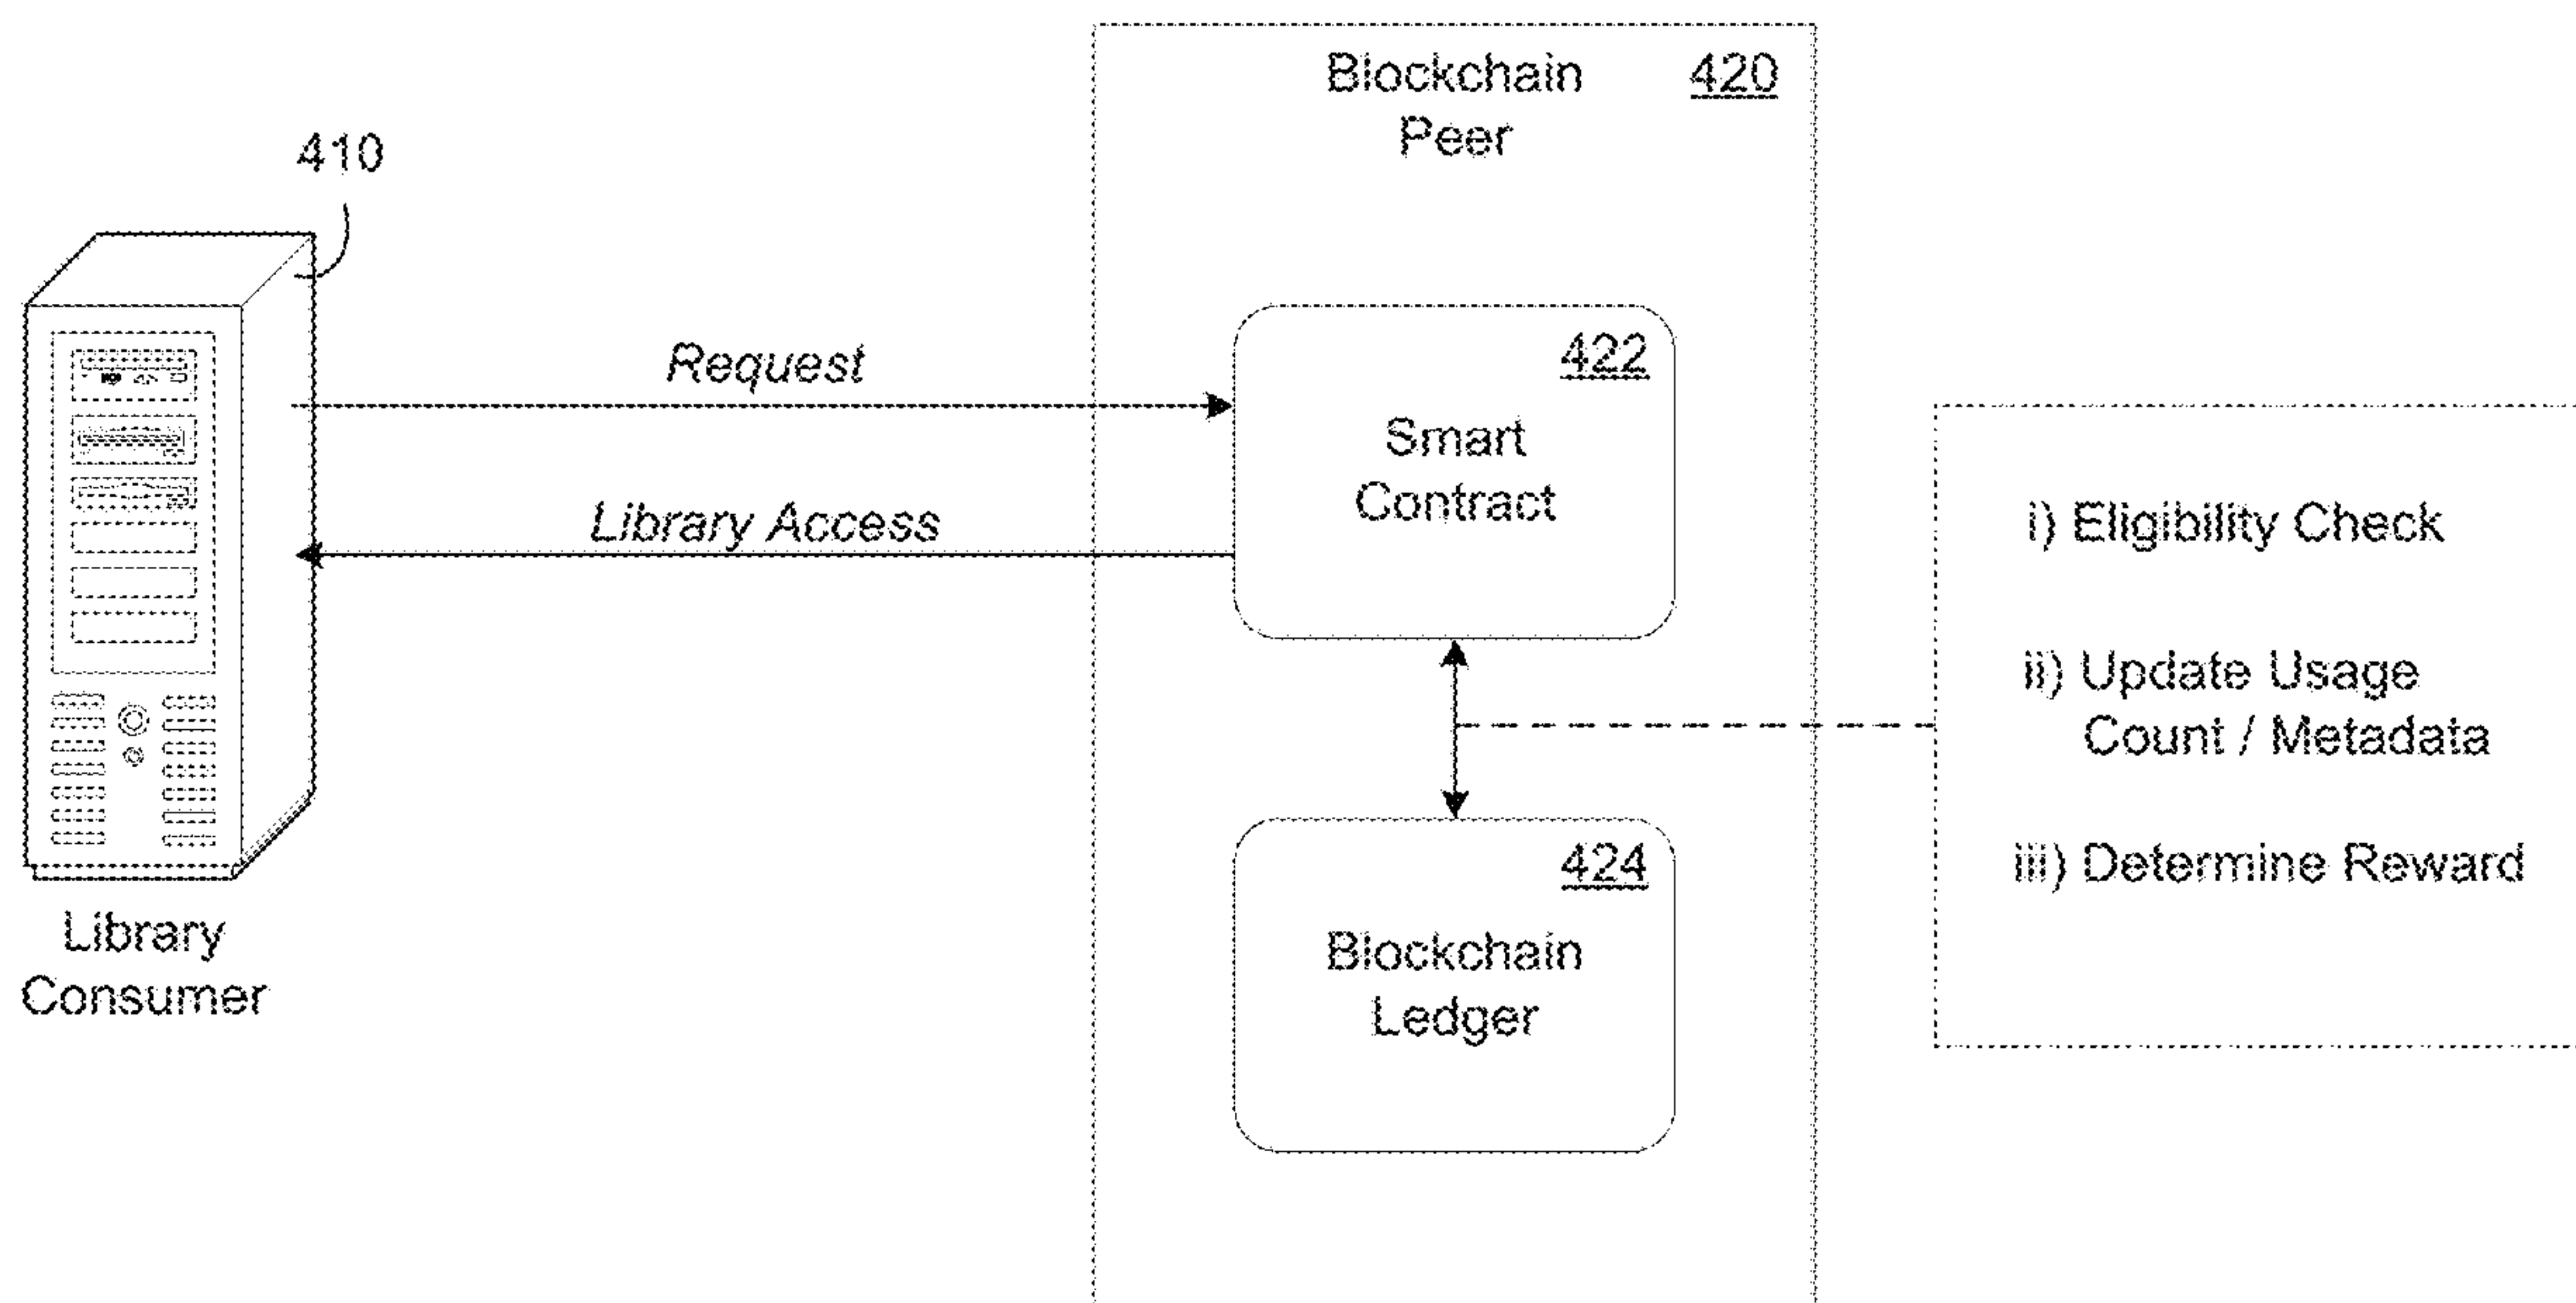 Blockchain 420
Peer
410
Request
422
Smart
Contract
Library Access
i) Eligibility Check
ii) Update Usage
Count / Metadata
iii) Determine Reward
424
Blockchain
Ledger
Library
Consumer